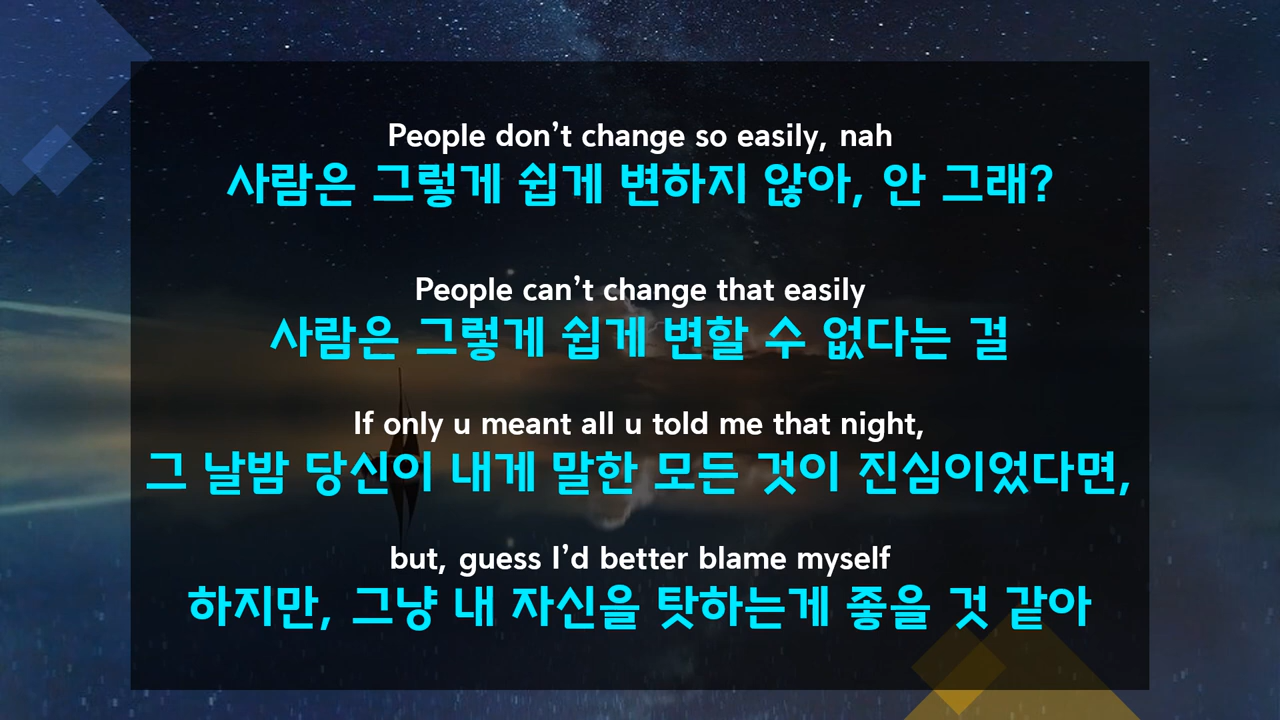 People don’t change so easily, nah
사람은 그렇게 쉽게 변하지 않아, 안 그래?
People can’t change that easily
사람은 그렇게 쉽게 변할 수 없다는 걸
If only u meant all u told me that night,
그 날밤 당신이 내게 말한 모든 것이 진심이었다면,
but, guess I’d better blame myself
하지만, 그냥 내 자신을 탓하는게 좋을 것 같아